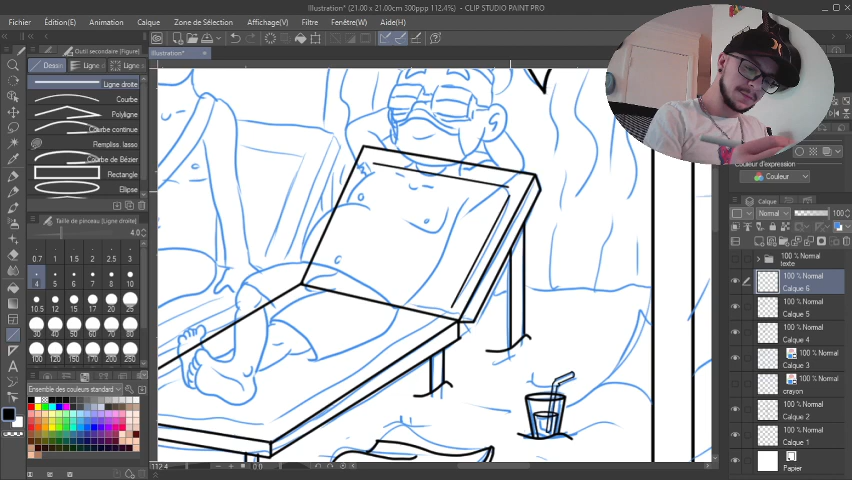 Illustration* (21.00 x 21.00cm 300ppp 112,4%) - CLIP STUDIO PAINT PRO
Fichier Édition(E) Animation Calque Zone de Sélection Affichage(V) Filtre Fenêtre(W) Aide(H)
Outil secondaire [Figure]
Illustration*
Dessin Ligne d Ligne
Ligne droite
Courbe
Polyligne
Courbe continue
Rempliss. lasso
Courbe de Bézier
Rectangle
Ellipse
Taille de pinceau [Ligne droite]
4.0
0.7 1 2 2.5 3
4 5 6 7 8 10
10.5 12 15 17 20 25
30 40 50 60 70 80
100 120 150 170 200 250
Ensemble des couleurs standard
112.4 0.0
Couleur d'expression
Couleur
Calque
Normal 100
100 % Normal
texte
100 % Normal
Calque 6
100 % Normal
Calque 5
100 % Normal
Calque 4
100 % Normal
Calque 3
100 % Normal
crayon
100 % Normal
Calque 2
100 % Normal
Calque 1
Papier